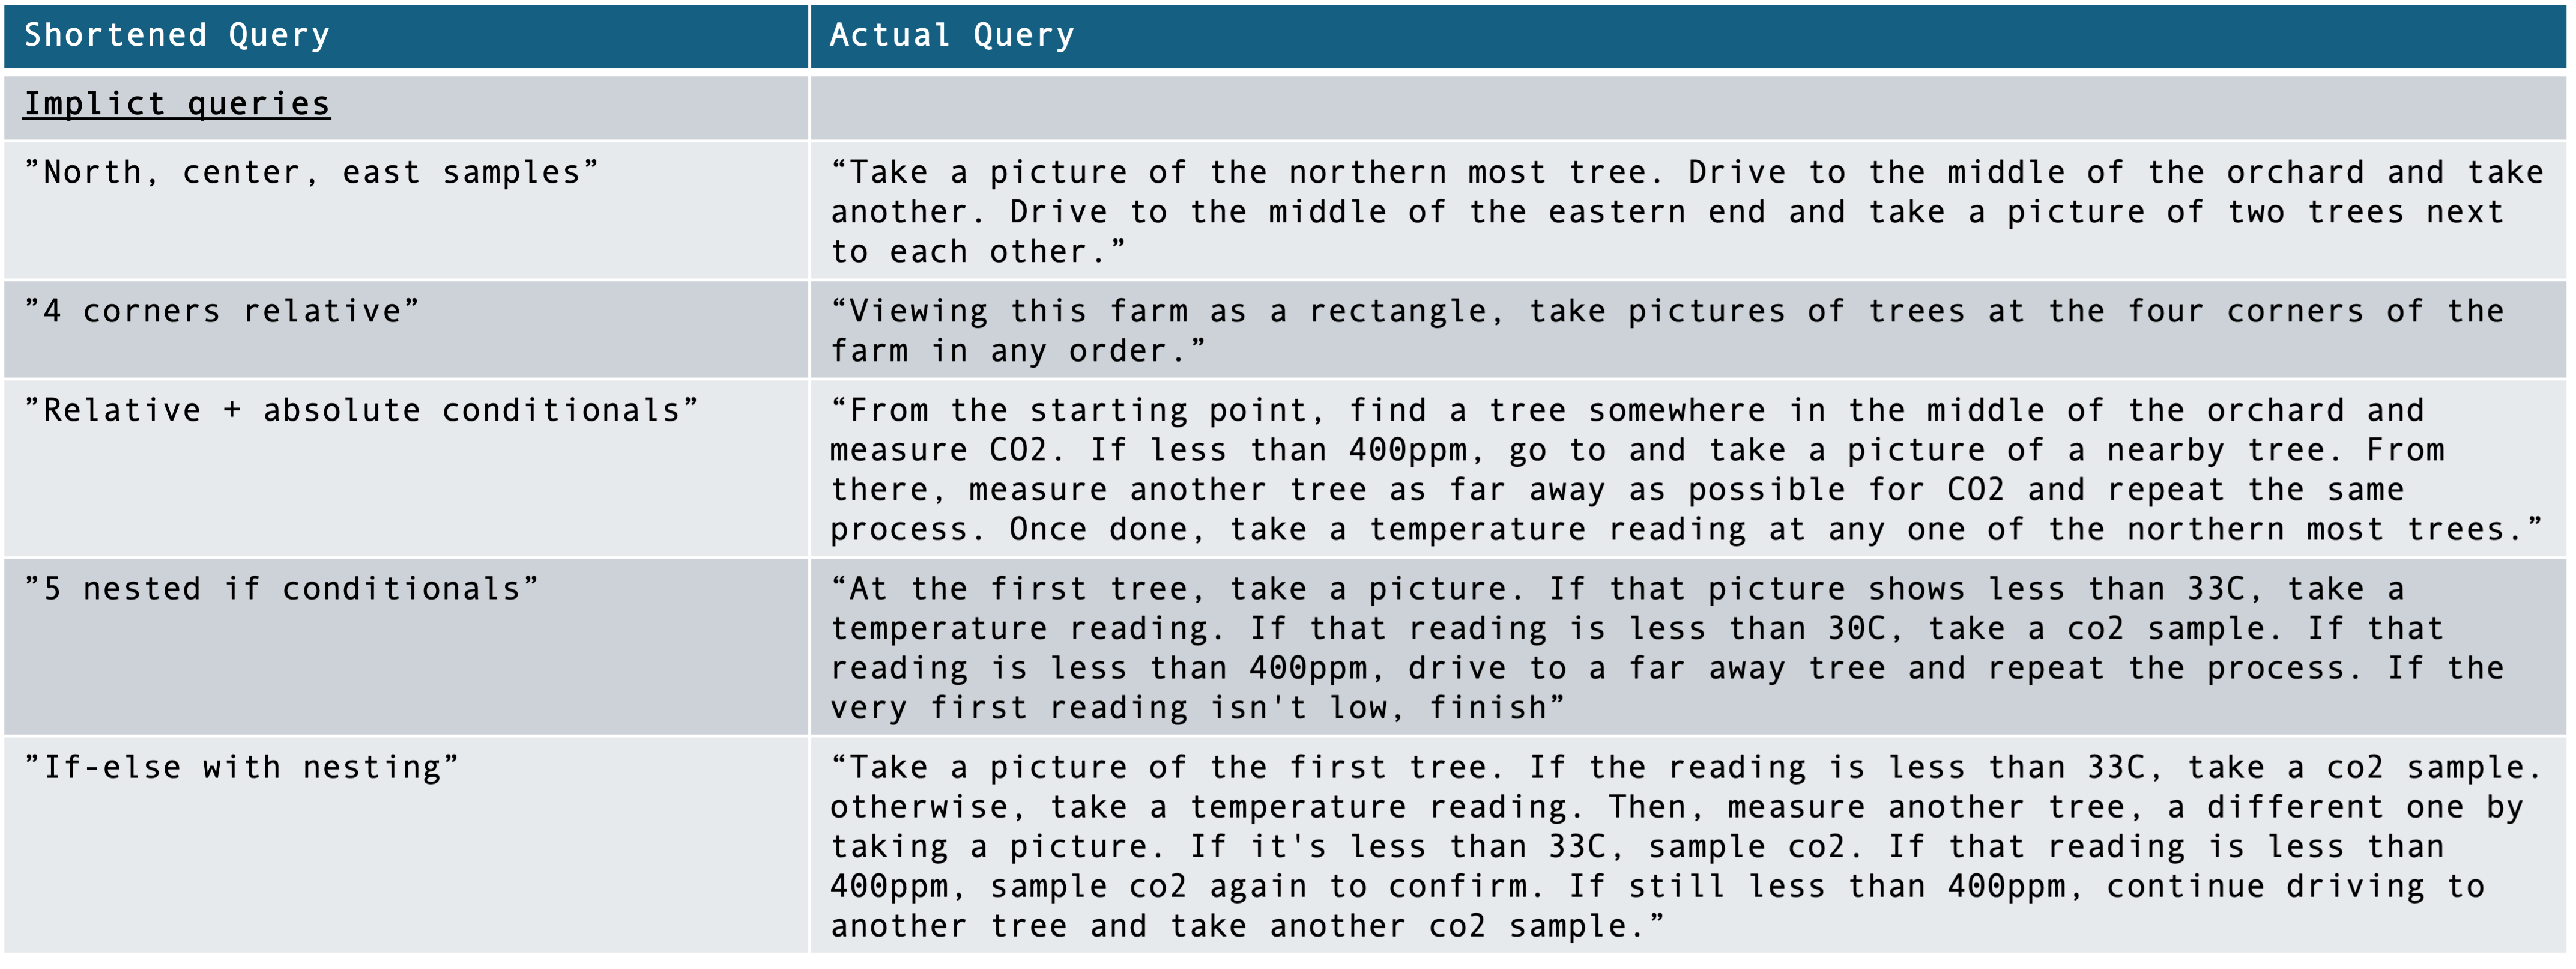 Shortened Query
Actual Query
Implict queries
”North, center, east samples”
“Take a picture of the northern most tree. Drive to the middle of the orchard and take
another. Drive to the middle of the eastern end and take a picture of two trees next
to each other.”
”4 corners relative”
“Viewing this farm as a rectangle, take pictures of trees at the four corners of the
farm in any order.”
”Relative + absolute conditionals”
“From the starting point, find a tree somewhere in the middle of the orchard and
measure CO2. If less than 400ppm, go to and take a picture of a nearby tree. From
there, measure another tree as far away as possible for CO2 and repeat the same
process. Once done, take a temperature reading at any one of the northern most trees.”
”5 nested if conditionals”
“At the first tree, take a picture. If that picture shows less than 33C, take a
temperature reading. If that reading is less than 30C, take a co2 sample. If that
reading is less than 400ppm, drive to a far away tree and repeat the process. If the
very first reading isn't low, finish”
”If-else with nesting”
“Take a picture of the first tree. If the reading is less than 33C, take a co2 sample.
otherwise, take a temperature reading. Then, measure another tree, a different one by
taking a picture. If it's less than 33C, sample co2. If that reading is less than
400ppm, sample co2 again to confirm. If still less than 400ppm, continue driving to
another tree and take another co2 sample.”